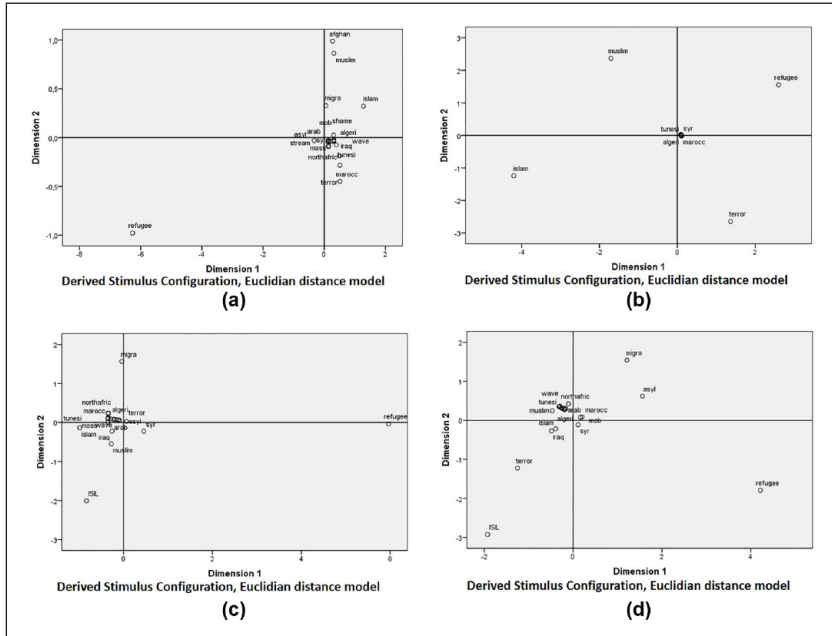 1,0
afghan
muslim
0,5
migra
islam
mob shame
Dimension 2
0,0
asyl arab algeri
stream sy wave
mass iraq
northafric tunesi
marocc
terror
-0,5
refugee
-1,0
-8 -6 -4 -2 0 2
Dimension 1
Derived Stimulus Configuration, Euclidian distance model
(a)
3
muslim
2
refugee
1
Dimension 2
tunesi syr
0
algeri marocc
islam
-1
-2
terror
-3
-4 -2 0 2
Dimension 1
Derived Stimulus Configuration, Euclidian distance model
(b)
2
migra
1
northafric
marocc algeri terror
tunesi asyl refugee
0
mass wave arab syr
islam iraq
muslim
Dimension 2
-1
ISIL
-2
-3
0 2 4 6
Dimension 1
Derived Stimulus Configuration, Euclidian distance model
(c)
2
migra
1
asyl
wave northafric
tunesi
muslim arab marocc
0
algeri mob
islam syr
iraq
Dimension 2
terror
-1
refugee
-2
ISIL
-3
-2 0 2 4
Dimension 1
Derived Stimulus Configuration, Euclidian distance model
(d)